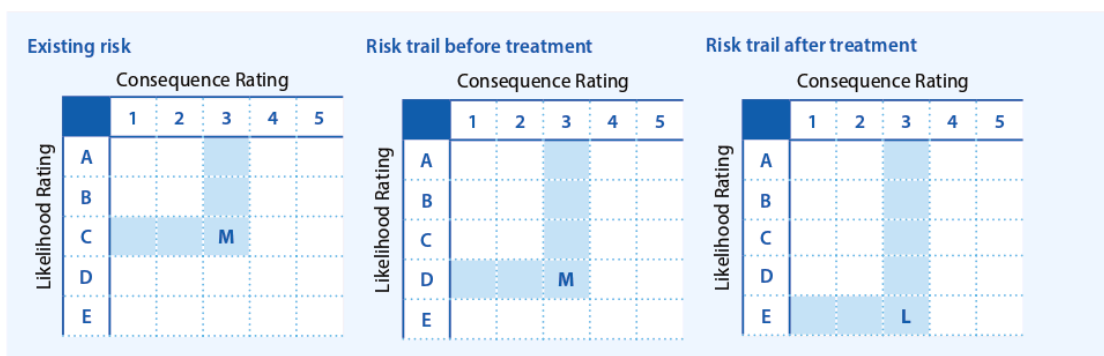 Existing risk
Consequence Rating
1 2 3 4 5
Likelihood Rating
A
B
C M
D
E
Risk trail before treatment
Consequence Rating
1 2 3 4 5
Likelihood Rating
A
B
C
D M
E
Risk trail after treatment
Consequence Rating
1 2 3 4 5
Likelihood Rating
A
B
C
D
E L